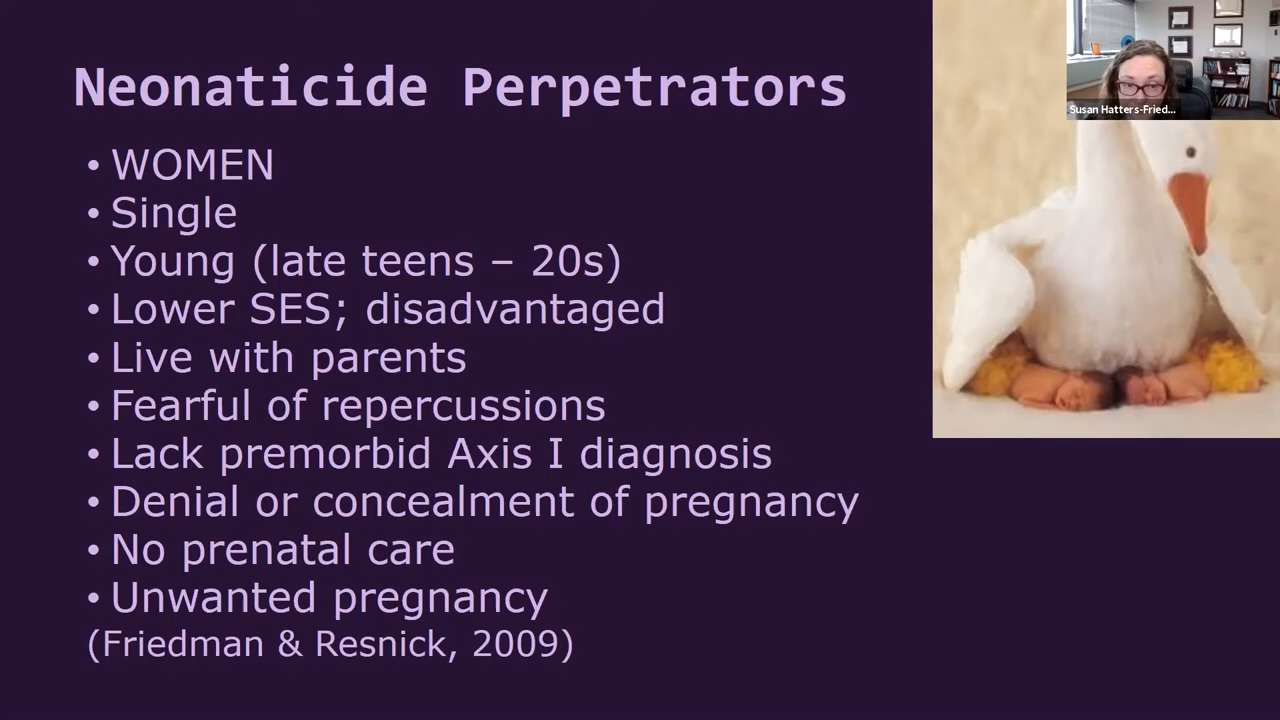 Neonaticide Perpetrators
• WOMEN
• Single
• Young (late teens – 20s)
• Lower SES; disadvantaged
• Live with parents
• Fearful of repercussions
• Lack premorbid Axis I diagnosis
• Denial or concealment of pregnancy
• No prenatal care
• Unwanted pregnancy
(Friedman & Resnick, 2009)
Susan Hatters-Fried...